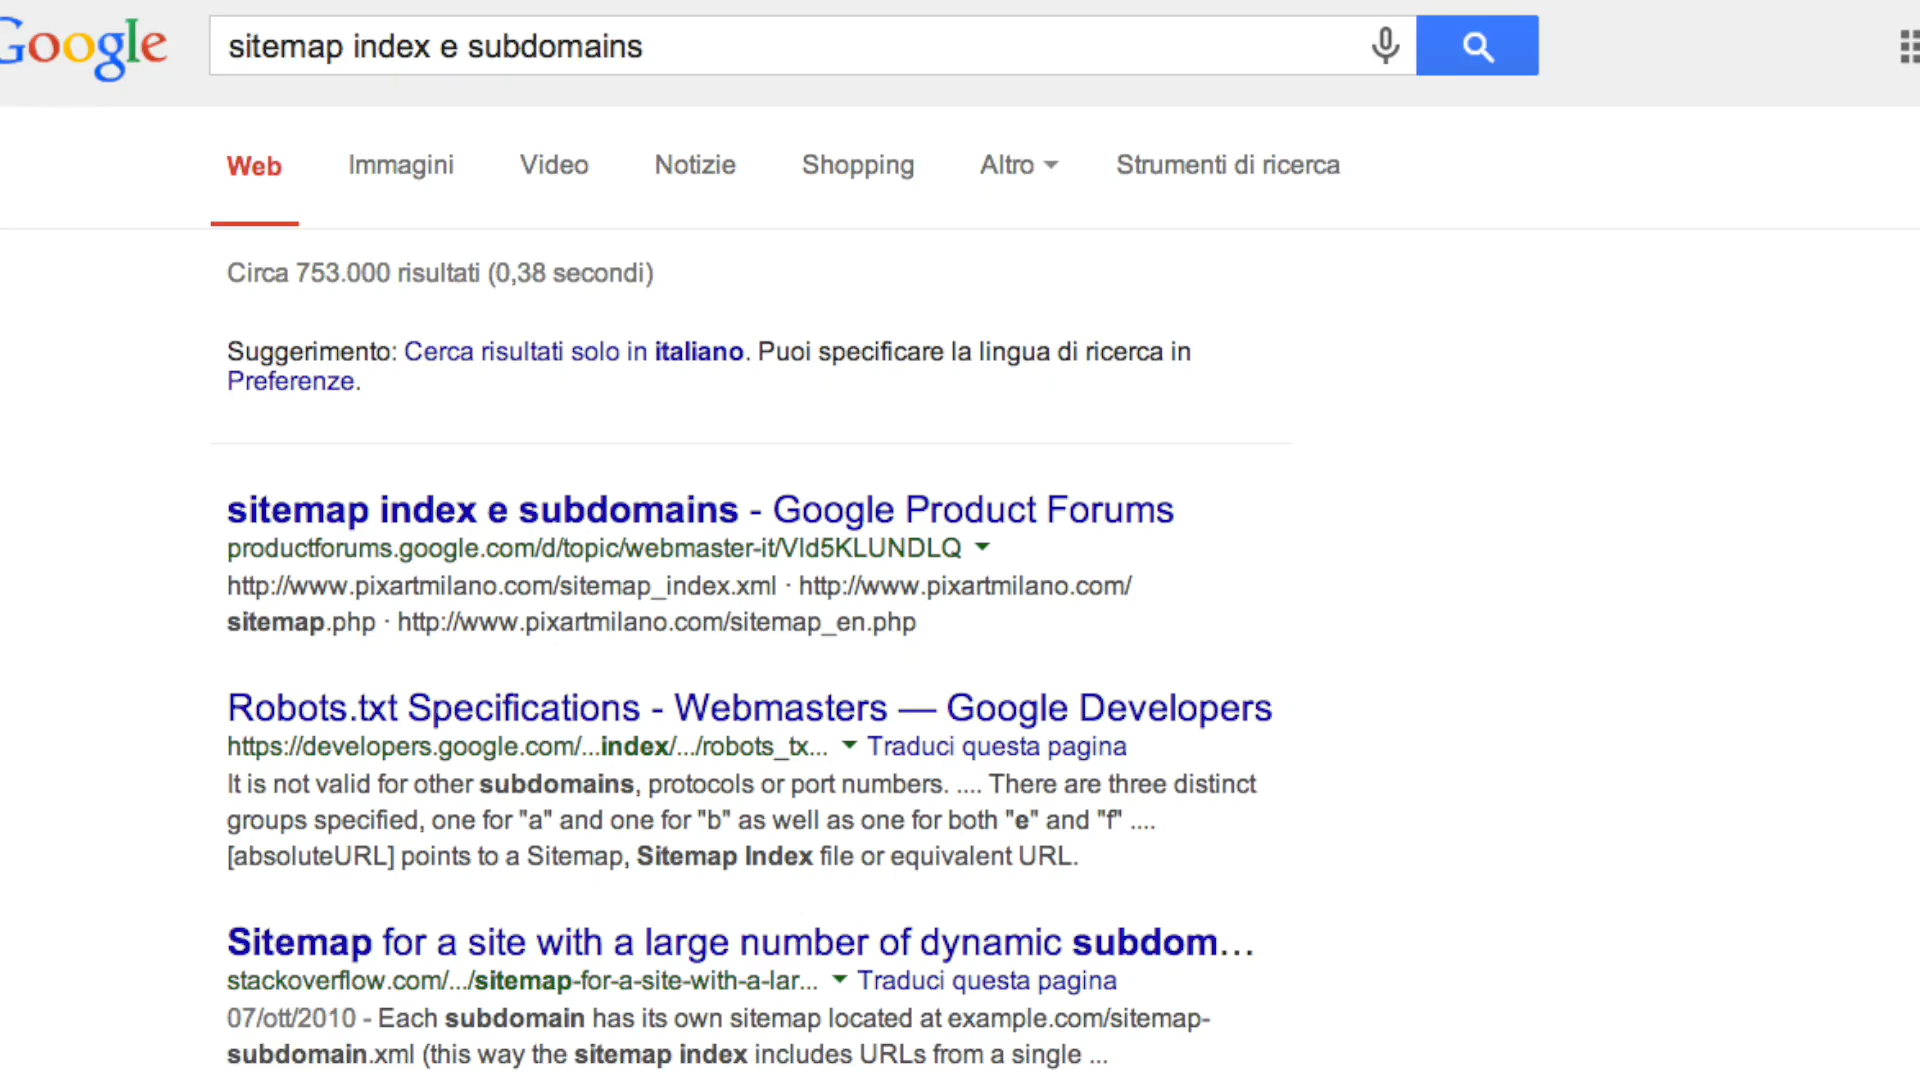 Google
sitemap index e subdomains
Web Immagini Video Notizie Shopping Altro Strumenti di ricerca
Circa 753.000 risultati (0,38 secondi)
Suggerimento: Cerca risultati solo in italiano. Puoi specificare la lingua di ricerca in
Preferenze.
sitemap index e subdomains - Google Product Forums
productforums.google.com/d/topic/webmaster-it/VId5KLUNDLQ
http://www.pixartmilano.com/sitemap_index.xml · http://www.pixartmilano.com/
sitemap.php · http://www.pixartmilano.com/sitemap_en.php
Robots.txt Specifications - Webmasters — Google Developers
https://developers.google.com/...index/.../robots_tx... Traduci questa pagina
It is not valid for other subdomains, protocols or port numbers. .... There are three distinct
groups specified, one for "a" and one for "b" as well as one for both "e" and "f" ....
[absoluteURL] points to a Sitemap, Sitemap Index file or equivalent URL.
Sitemap for a site with a large number of dynamic subdom...
stackoverflow.com/.../sitemap-for-a-site-with-a-lar... Traduci questa pagina
07/ott/2010 - Each subdomain has its own sitemap located at example.com/sitemap-
subdomain.xml (this way the sitemap index includes URLs from a single ...